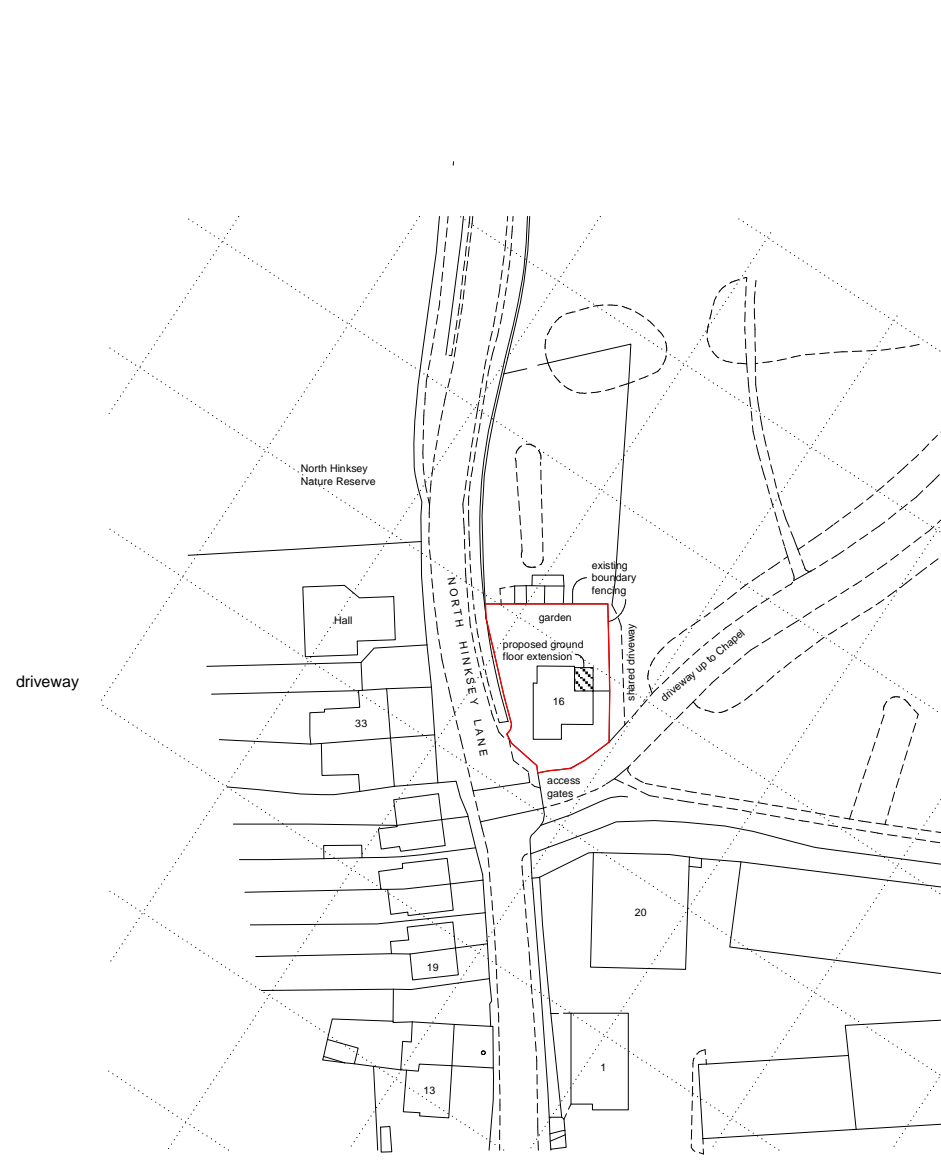 North Hinksey
Nature Reserve
existing
boundary
fencing
NORTH HINKSEY LANE
Hall
garden
proposed ground
floor extension
shared driveway
driveway up to Chapel
driveway
16
33
access
gates
20
19
1
13